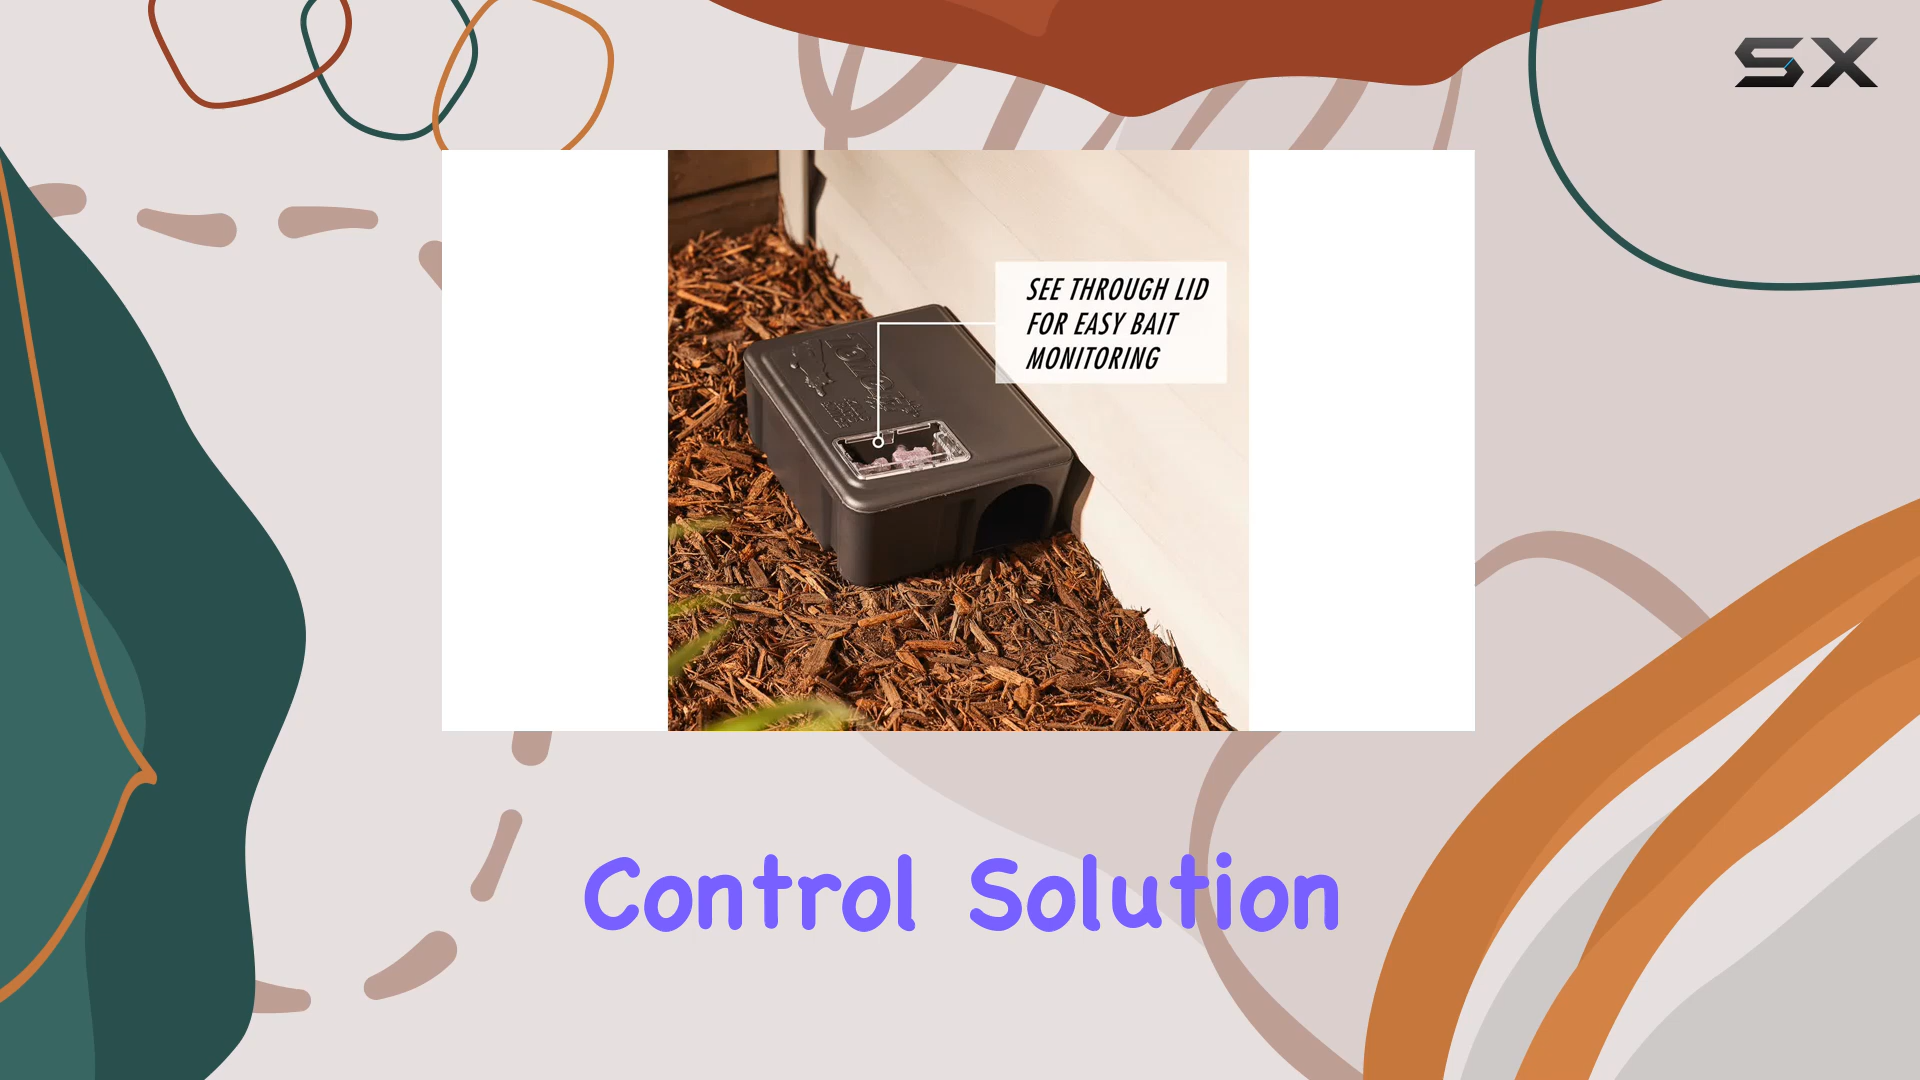 SX
SEE THROUGH LID
FOR EASY BAIT
MONITORING
Control Solution